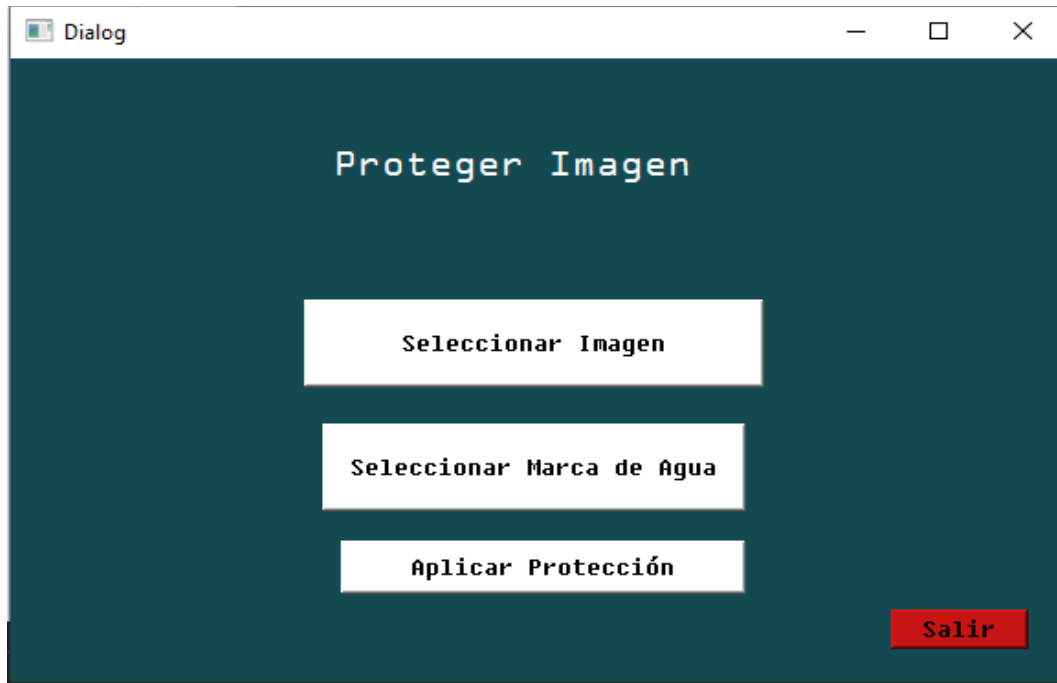 Dialog
Proteger Imagen
Seleccionar Imagen
Seleccionar Marca de Agua
Aplicar Protección
Salir